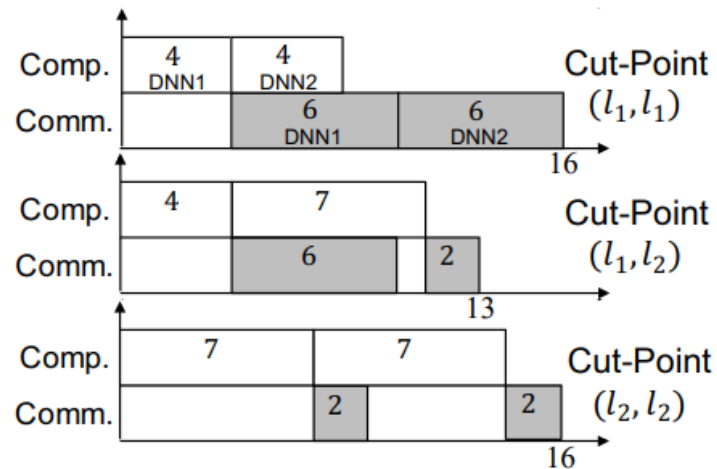 Comp. 4 4 Cut-Point
DNN1 DNN2 (l₁, l₁)
Comm. 6 6
DNN1 DNN2
16
Comp. 4 7 Cut-Point
Comm. 6 2 (l₁, l₂)
13
Comp. 7 7 Cut-Point
Comm. 2 2 (l₂, l₂)
16